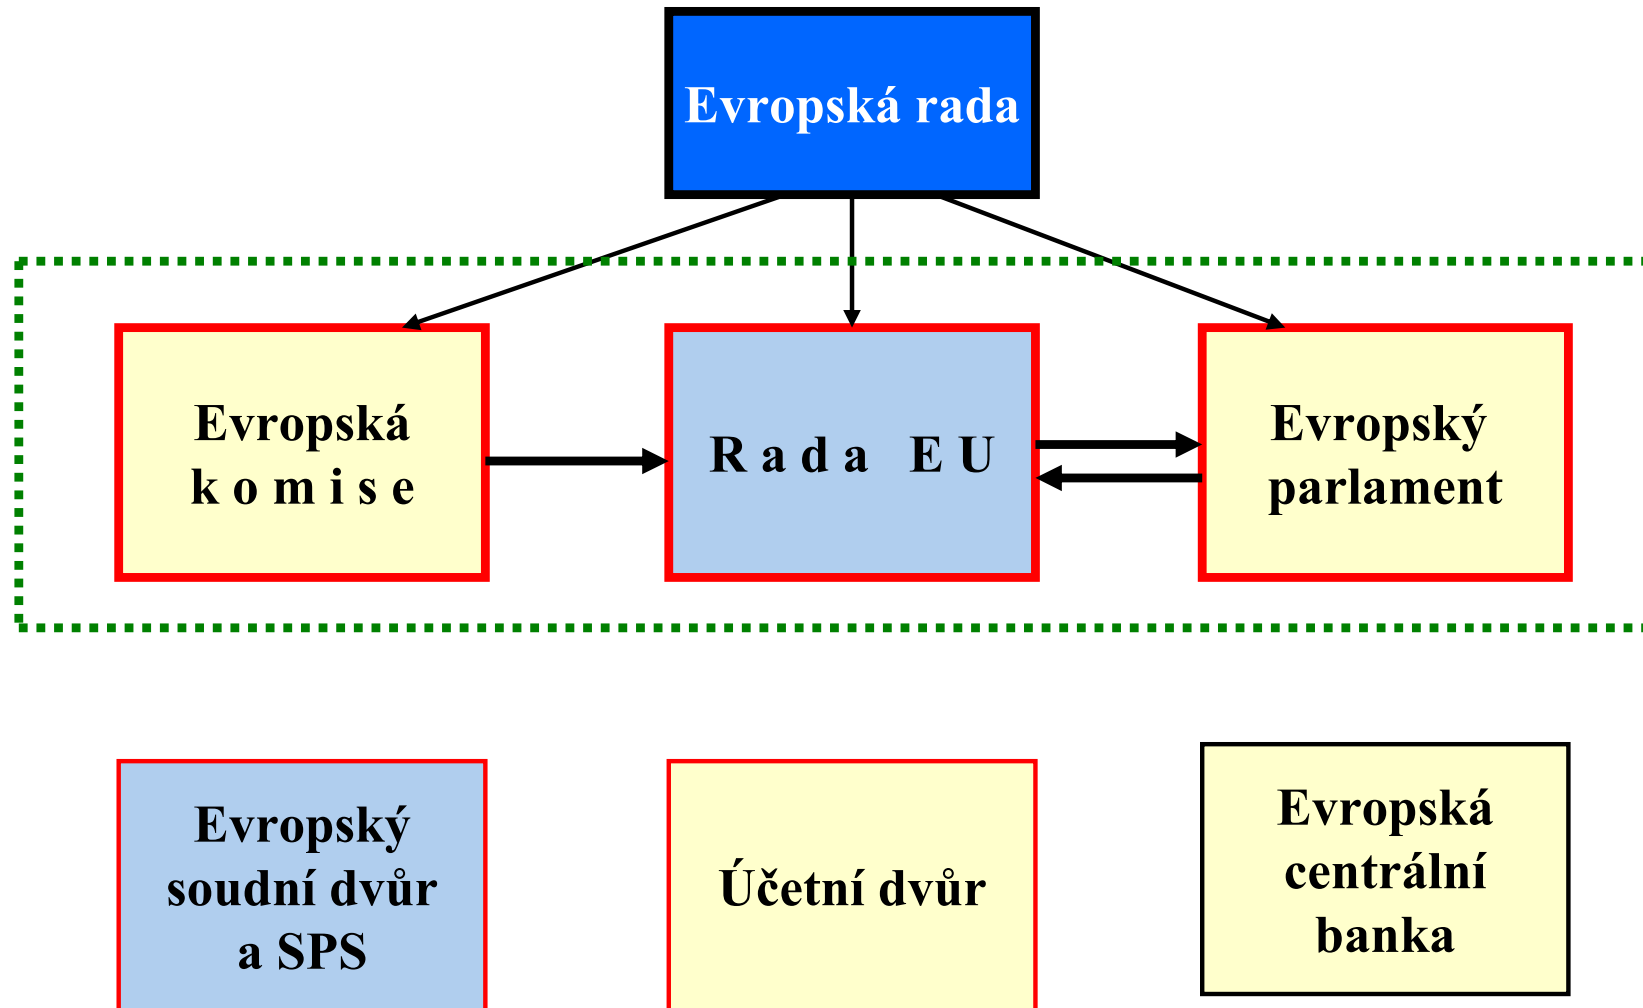 Evropská rada
Evropská
k o m i s e
R a d a E U
Evropský
parlament
Evropský
soudní dvůr
a SPS
Účetní dvůr
Evropská
centrální
banka